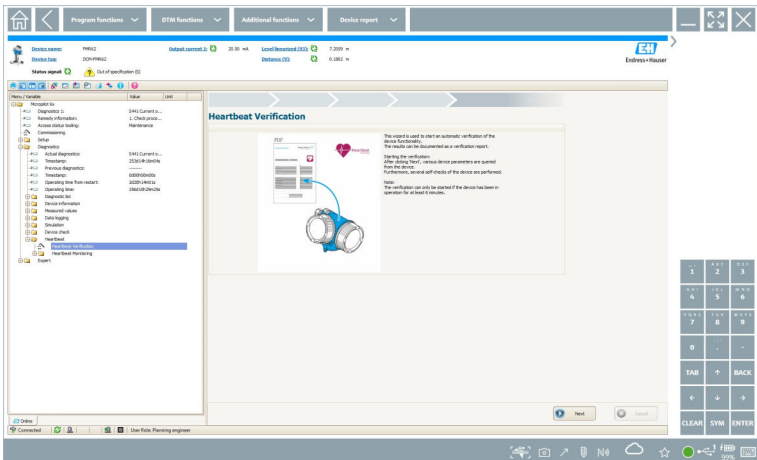 Program functions
DTM functions
Additional functions
Device report
Device name: FMR62
Output current 1: 20.50 mA
Level linearized (93): 7.2039 m
Device tag: DCM-FMR62
Distance (Y):
Status signal: Out of specification (S)
Endress+Hauser
Menu / Variable Value Unit
Micropilot 6x
Diagnostics 1: S441 Current o...
Remedy information: 1. Check proce...
Access status tooling: Maintenance
Commissioning
Setup
Diagnostics
Actual diagnostics: S441 Current o...
Timestamp:
Previous diagnostics: --------
Timestamp: 0d00h00m00s
Operating time from restart:
Operating time:
Diagnostic list
Device information
Measured values
Data logging
Simulation
Device check
Heartbeat
Heartbeat Verification
Heartbeat Monitoring
Expert
Heartbeat Verification
PDF
Heartbeat
This wizard is used to start an automatic verification of the
device functionality.
The results can be documented as a verification report.
Starting the verification:
After clicking 'Next', various device parameters are queried
from the device.
Furthermore, several self-checks of the device are performed.
Note:
The verification can only be started if the device has been in
operation for at least 6 minutes.
Next
Cancel
Online
Connected
User Role: Planning engineer
1
ABC
2
DEF
3
GHI
4
JKL
5
MNO
6
PQRS
7
TUV
8
WXYZ
9
0
.
-
TAB
↑
BACK
←
↓
→
CLEAR
SYM
ENTER
1
99%